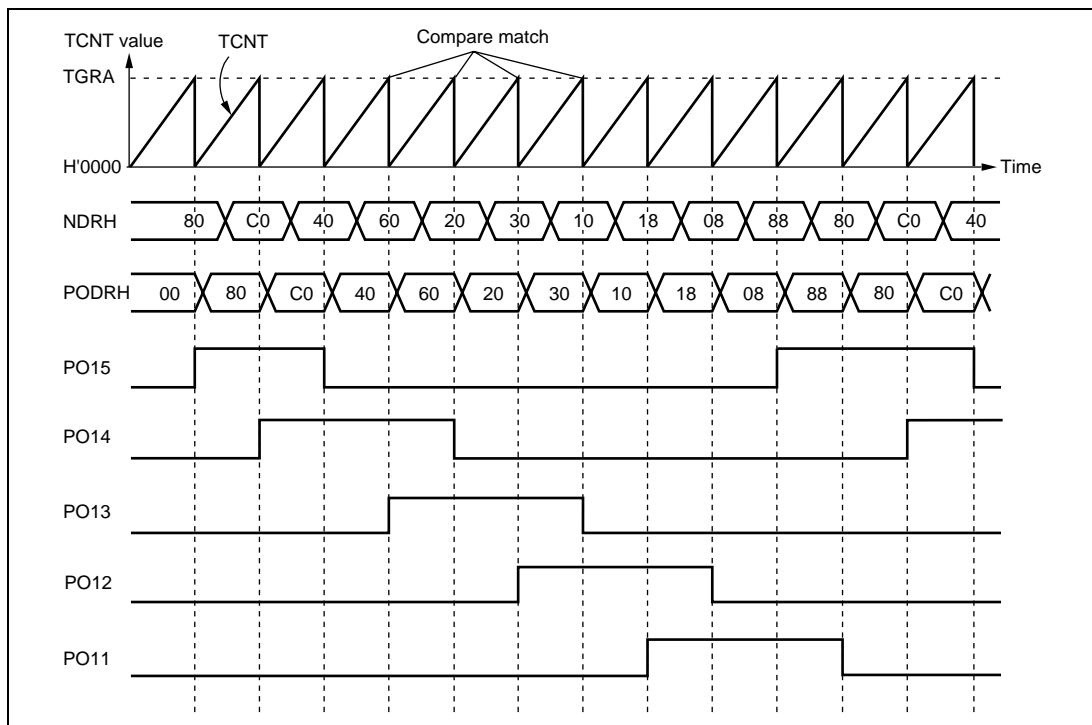 TCNT value
TCNT
Compare match
TGRA
H'0000
Time
NDRH
80 C0 40 60 20 30 10 18 08 88 80 C0 40
PODRH
00 80 C0 40 60 20 30 10 18 08 88 80 C0
PO15
PO14
PO13
PO12
PO11